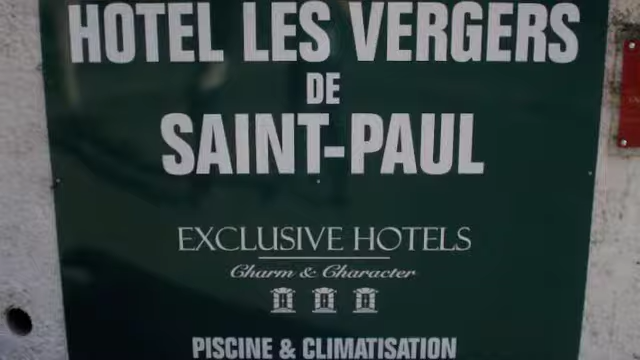 HOTEL LES VERGERS
DE
SAINT-PAUL
EXCLUSIVE HOTELS
Charm & Character
H H H
PISCINE & CLIMATISATION